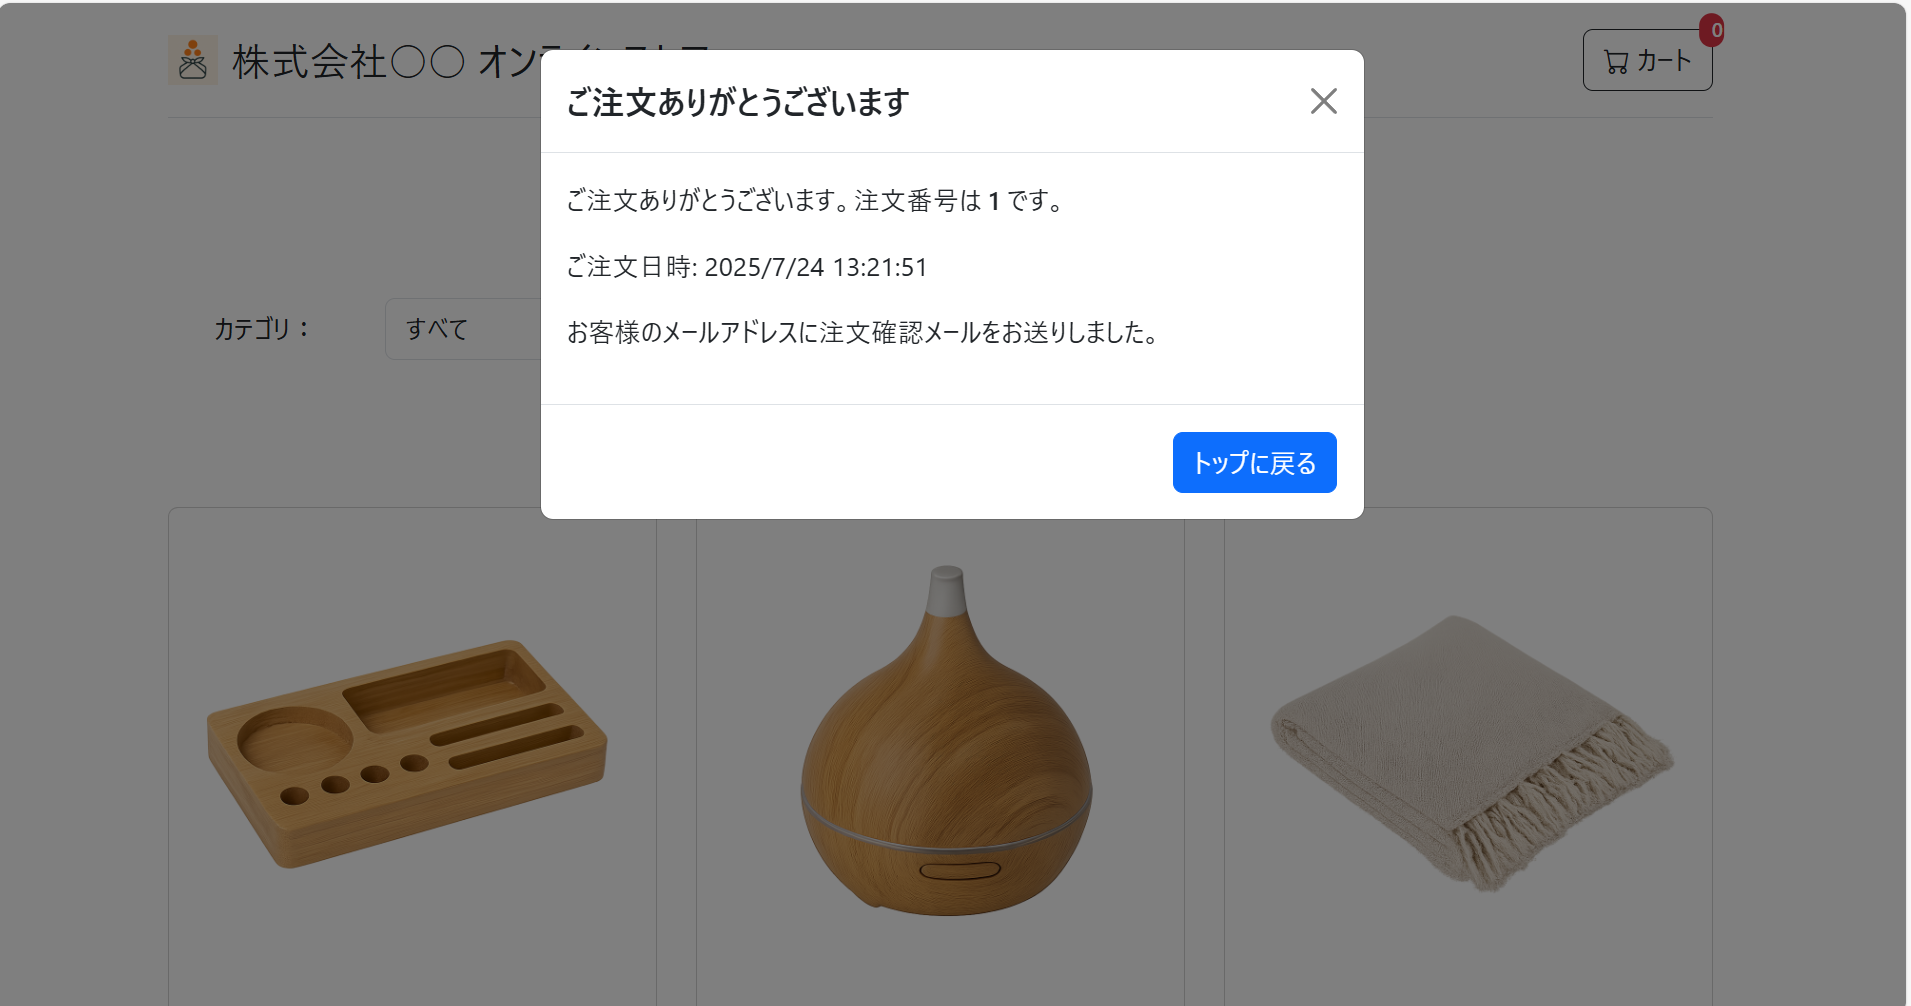 株式会社〇〇 オン
カート
0
ご注文ありがとうございます
ご注文ありがとうございます。注文番号は 1 です。
ご注文日時: 2025/7/24 13:21:51
お客様のメールアドレスに注文確認メールをお送りしました。
トップに戻る
カテゴリ：
すべて